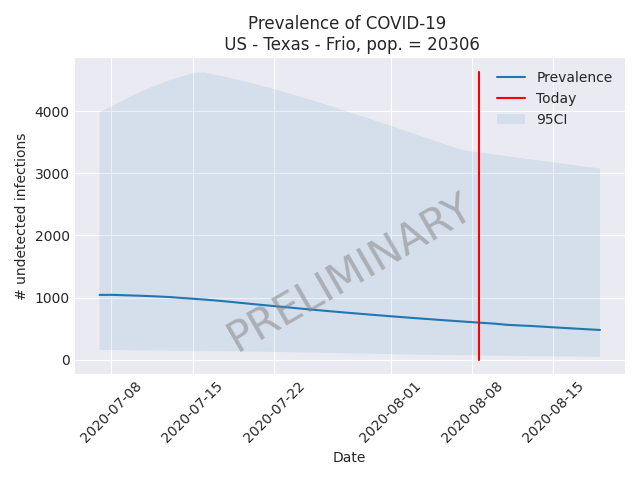 Prevalence of COVID-19
US - Texas - Frio, pop. = 20306
Prevalence
Today
95CI
# undetected infections
4000
3000
2000
1000
0
PRELIMINARY
2020-07-08
2020-07-15
2020-07-22
2020-08-01
2020-08-08
2020-08-15
Date